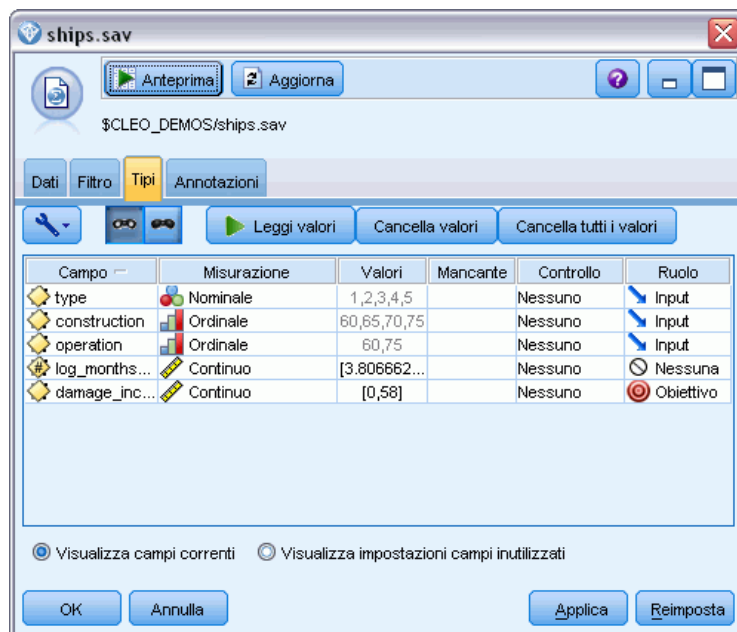 ships.sav
Anteprima Aggiorna
$CLEO_DEMOS/ships.sav
Dati Filtro Tipi Annotazioni
Leggi valori Cancella valori Cancella tutti i valori
Campo Misurazione Valori Mancante Controllo Ruolo
type Nominale 1,2,3,4,5 Nessuno Input
construction Ordinale 60,65,70,75 Nessuno Input
operation Ordinale 60,75 Nessuno Input
log_months... Continuo [3.806662... Nessuno Nessuna
damage_inc... Continuo [0,58] Nessuno Obiettivo
Visualizza campi correnti Visualizza impostazioni campi inutilizzati
OK Annulla Applica Reimposta